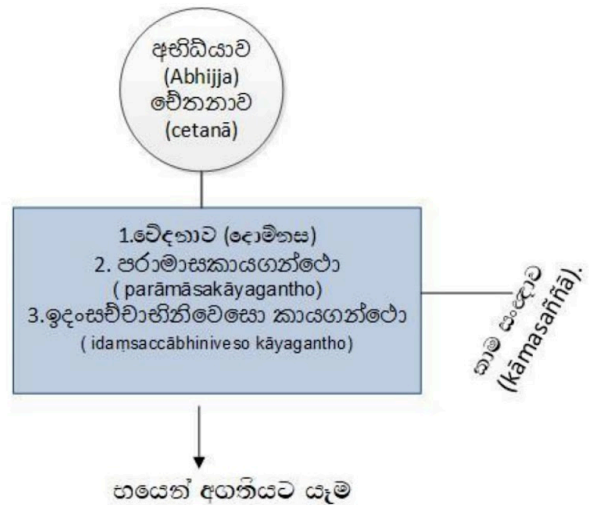 අභිධ්යාව
(Abhijja)
චේතනාව
(cetanā)
1.වේදනාව (දොමනස)
2. පරාමාසකායගන්ථො
( parāmāsakāyagantho)
3.ඉදංසච්චාභිනිවෙසො කායගන්ථො
( idaṃsaccābhiniveso kāyagantho)
කාම සංඥාව
(kāmasaññā).
භයෙන් අගතියට යෑම